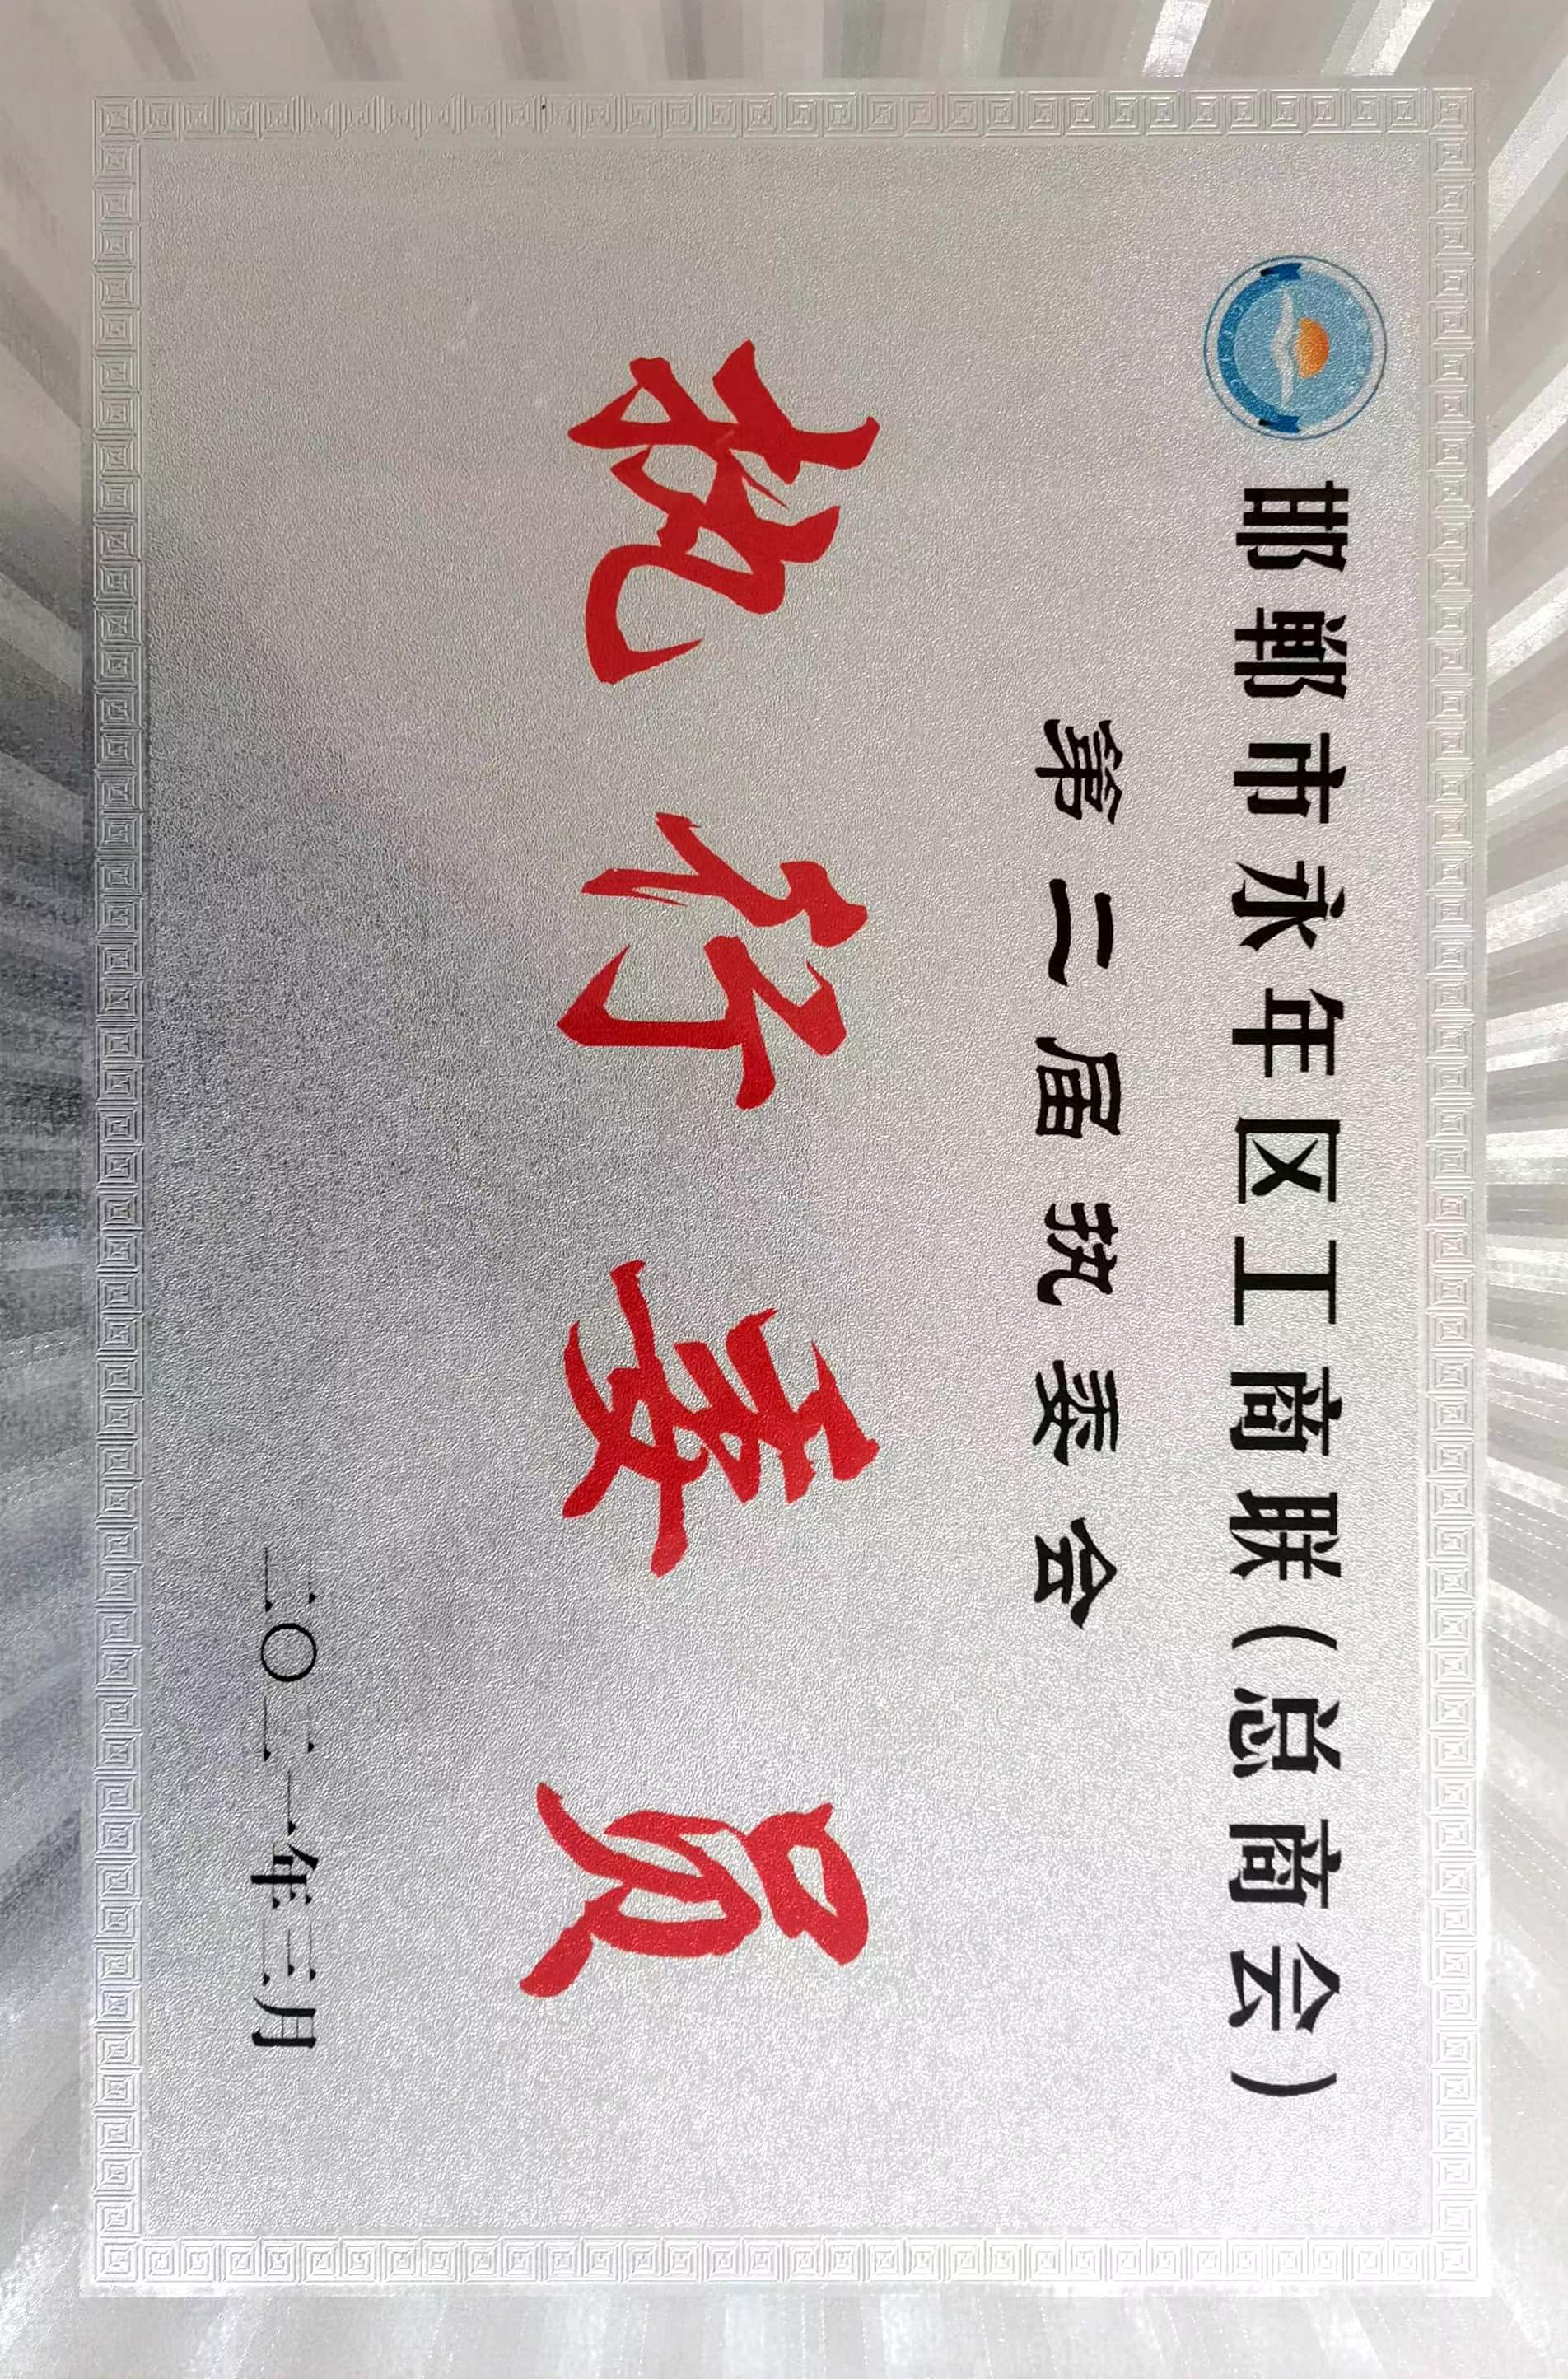 邯郸市永年区工商联(总商会)
第二届执委会
执行委员
二〇二一年三月